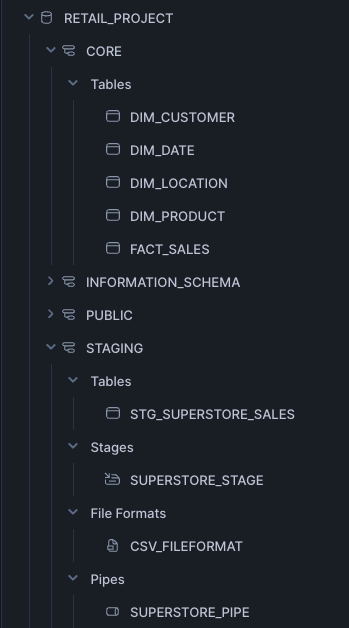 RETAIL_PROJECT
CORE
Tables
DIM_CUSTOMER
DIM_DATE
DIM_LOCATION
DIM_PRODUCT
FACT_SALES
INFORMATION_SCHEMA
PUBLIC
STAGING
Tables
STG_SUPERSTORE_SALES
Stages
SUPERSTORE_STAGE
File Formats
CSV_FILEFORMAT
Pipes
SUPERSTORE_PIPE